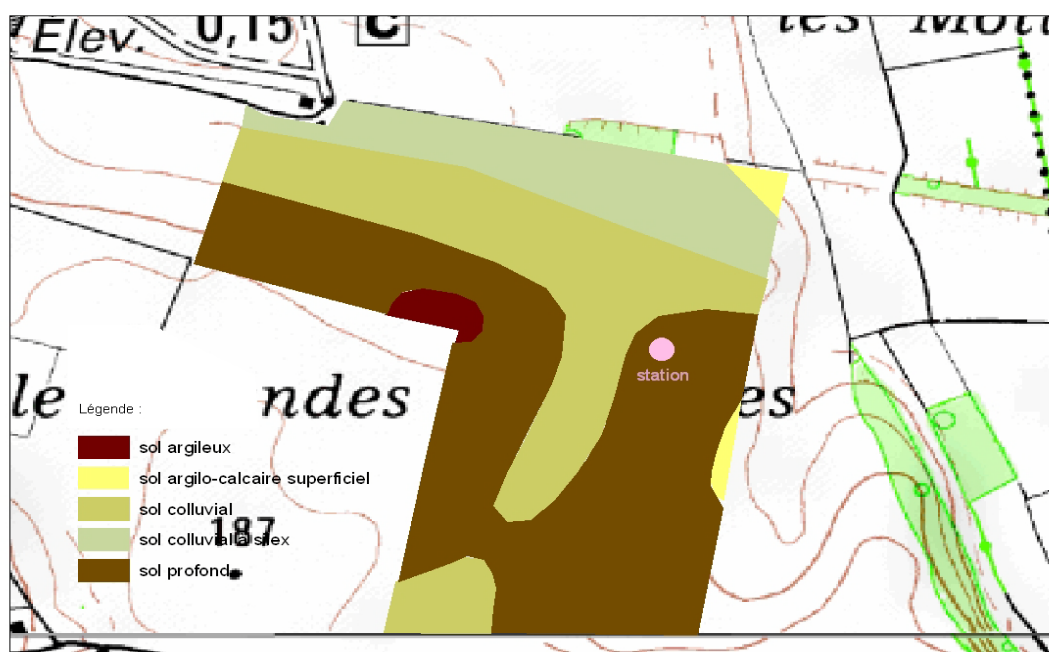 Elev.
0,15
C
les Mott
le ndes es
station
Légende :
sol argileux
sol argilo-calcaire superficiel
sol colluvial
sol colluvial à silex
187
sol profond